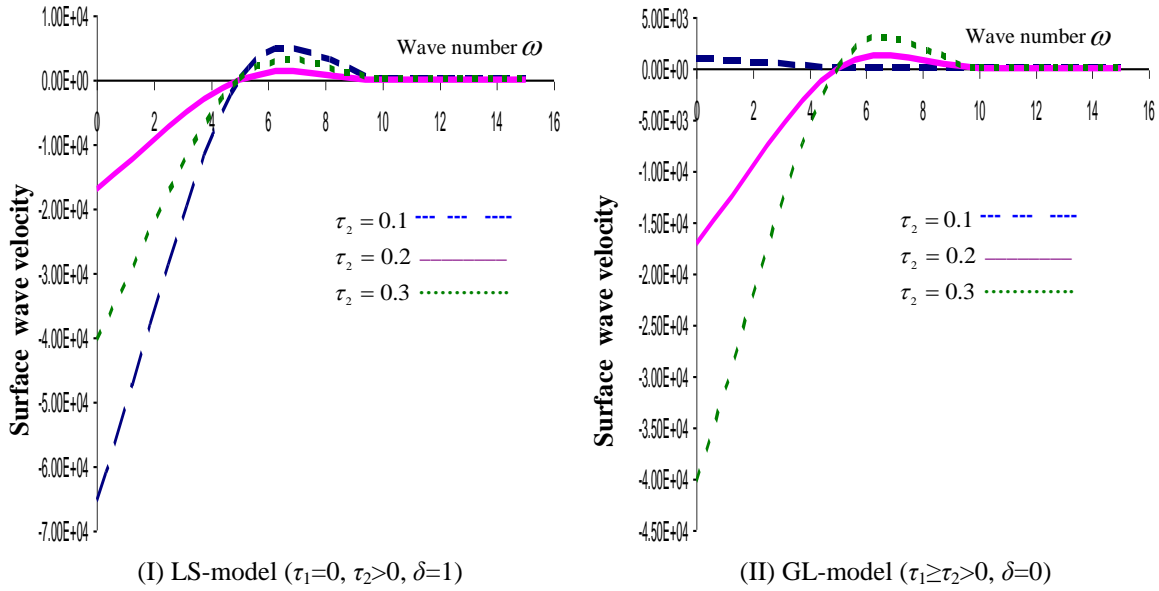 1.00E+04
0.00E+00
-1.00E+04
-2.00E+04
-3.00E+04
-4.00E+04
-5.00E+04
-6.00E+04
-7.00E+04
0 2 4 6 8 10 12 14 16
Surface wave velocity
Wave number ω
τ₂ = 0.1
τ₂ = 0.2
τ₂ = 0.3
(I) LS-model (τ₁=0, τ₂>0, δ=1)
5.00E+03
0.00E+00
-5.00E+03
-1.00E+04
-1.50E+04
-2.00E+04
-2.50E+04
-3.00E+04
-3.50E+04
-4.00E+04
-4.50E+04
0 2 4 6 8 10 12 14 16
Surface wave velocity
Wave number ω
τ₂ = 0.1
τ₂ = 0.2
τ₂ = 0.3
(II) GL-model (τ₁≥τ₂>0, δ=0)